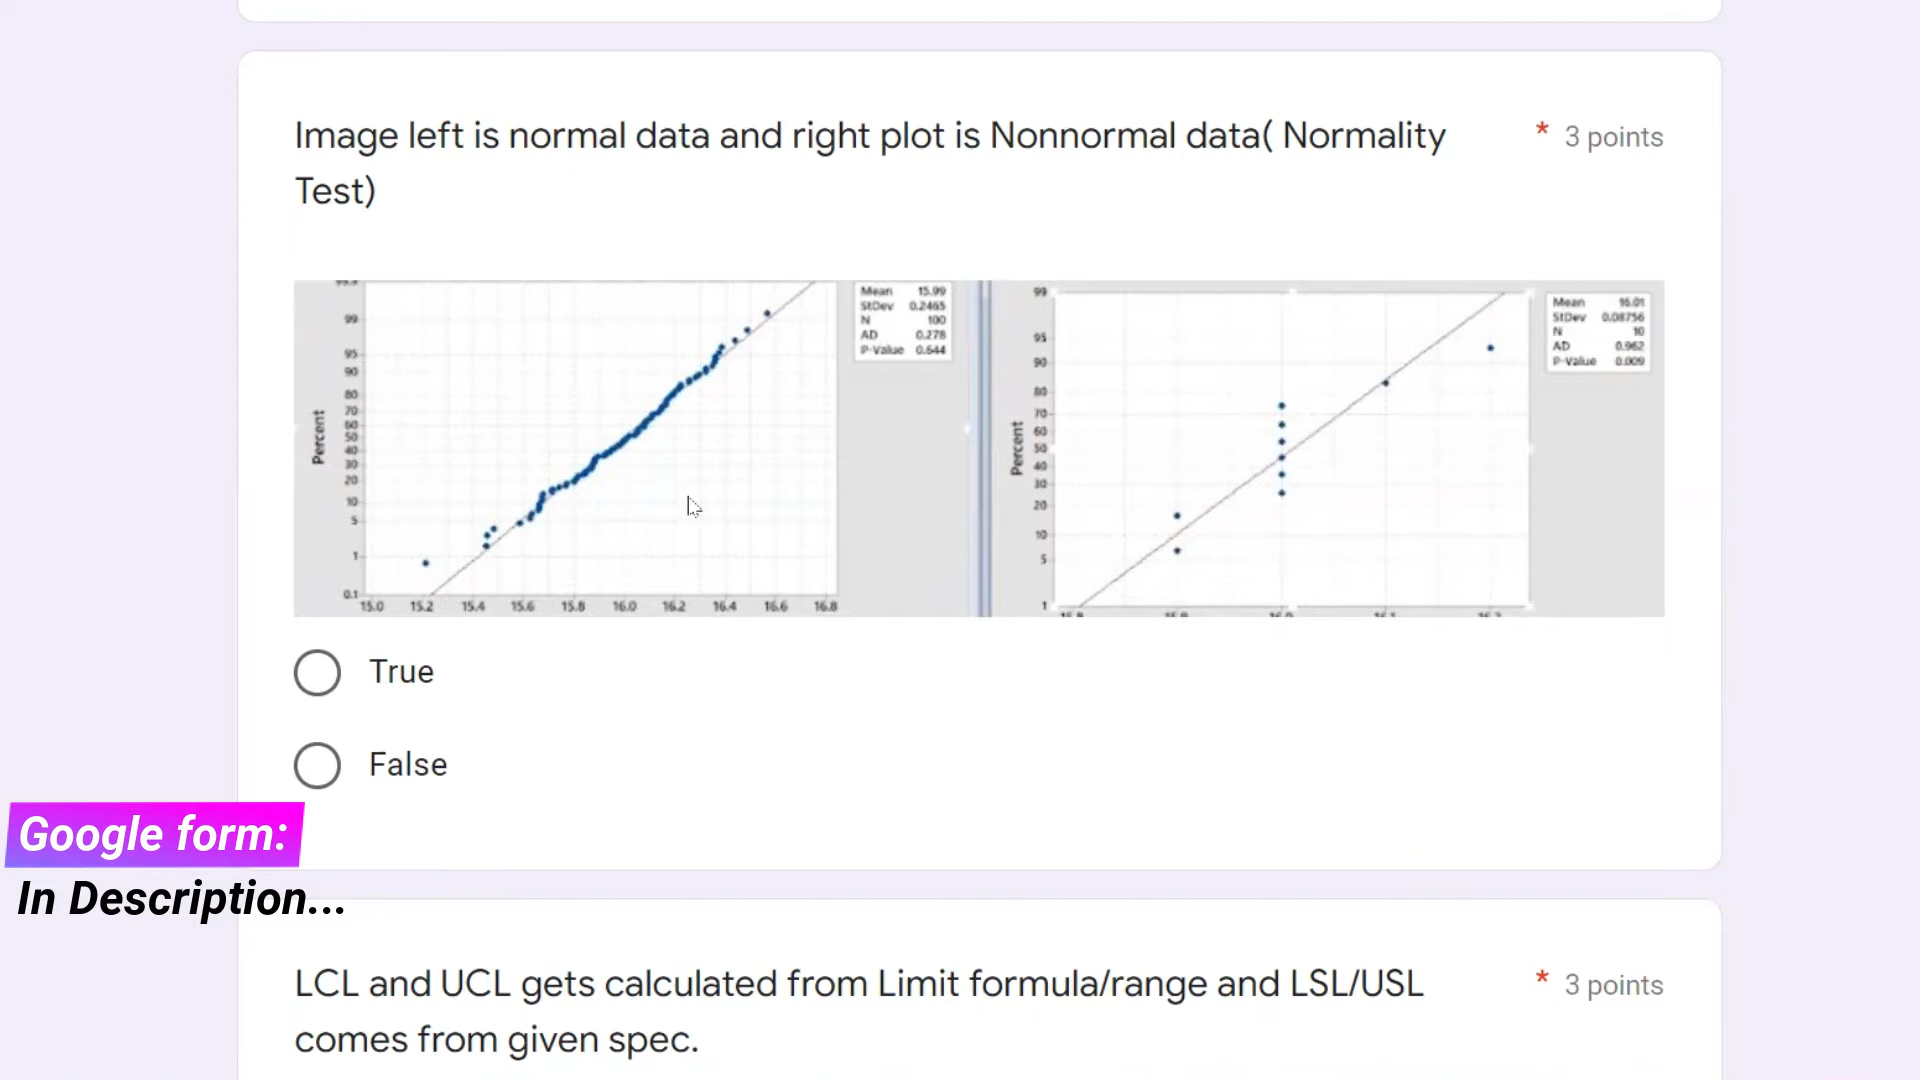 Image left is normal data and right plot is Nonnormal data( Normality
Test)
* 3 points
Mean 15.99
StDev 0.2465
N 100
AD 0.278
P-Value 0.644
Percent
99
95
90
80
70
60
50
40
30
20
10
5
1
0.1
15.0 15.2 15.4 15.6 15.8 16.0 16.2 16.4 16.6 16.8
Mean 16.01
StDev 0.08756
N 10
AD 0.962
P-Value 0.009
Percent
99
95
90
80
70
60
50
40
30
20
10
5
1
True
False
Google form:
In Description...
LCL and UCL gets calculated from Limit formula/range and LSL/USL
comes from given spec.
* 3 points